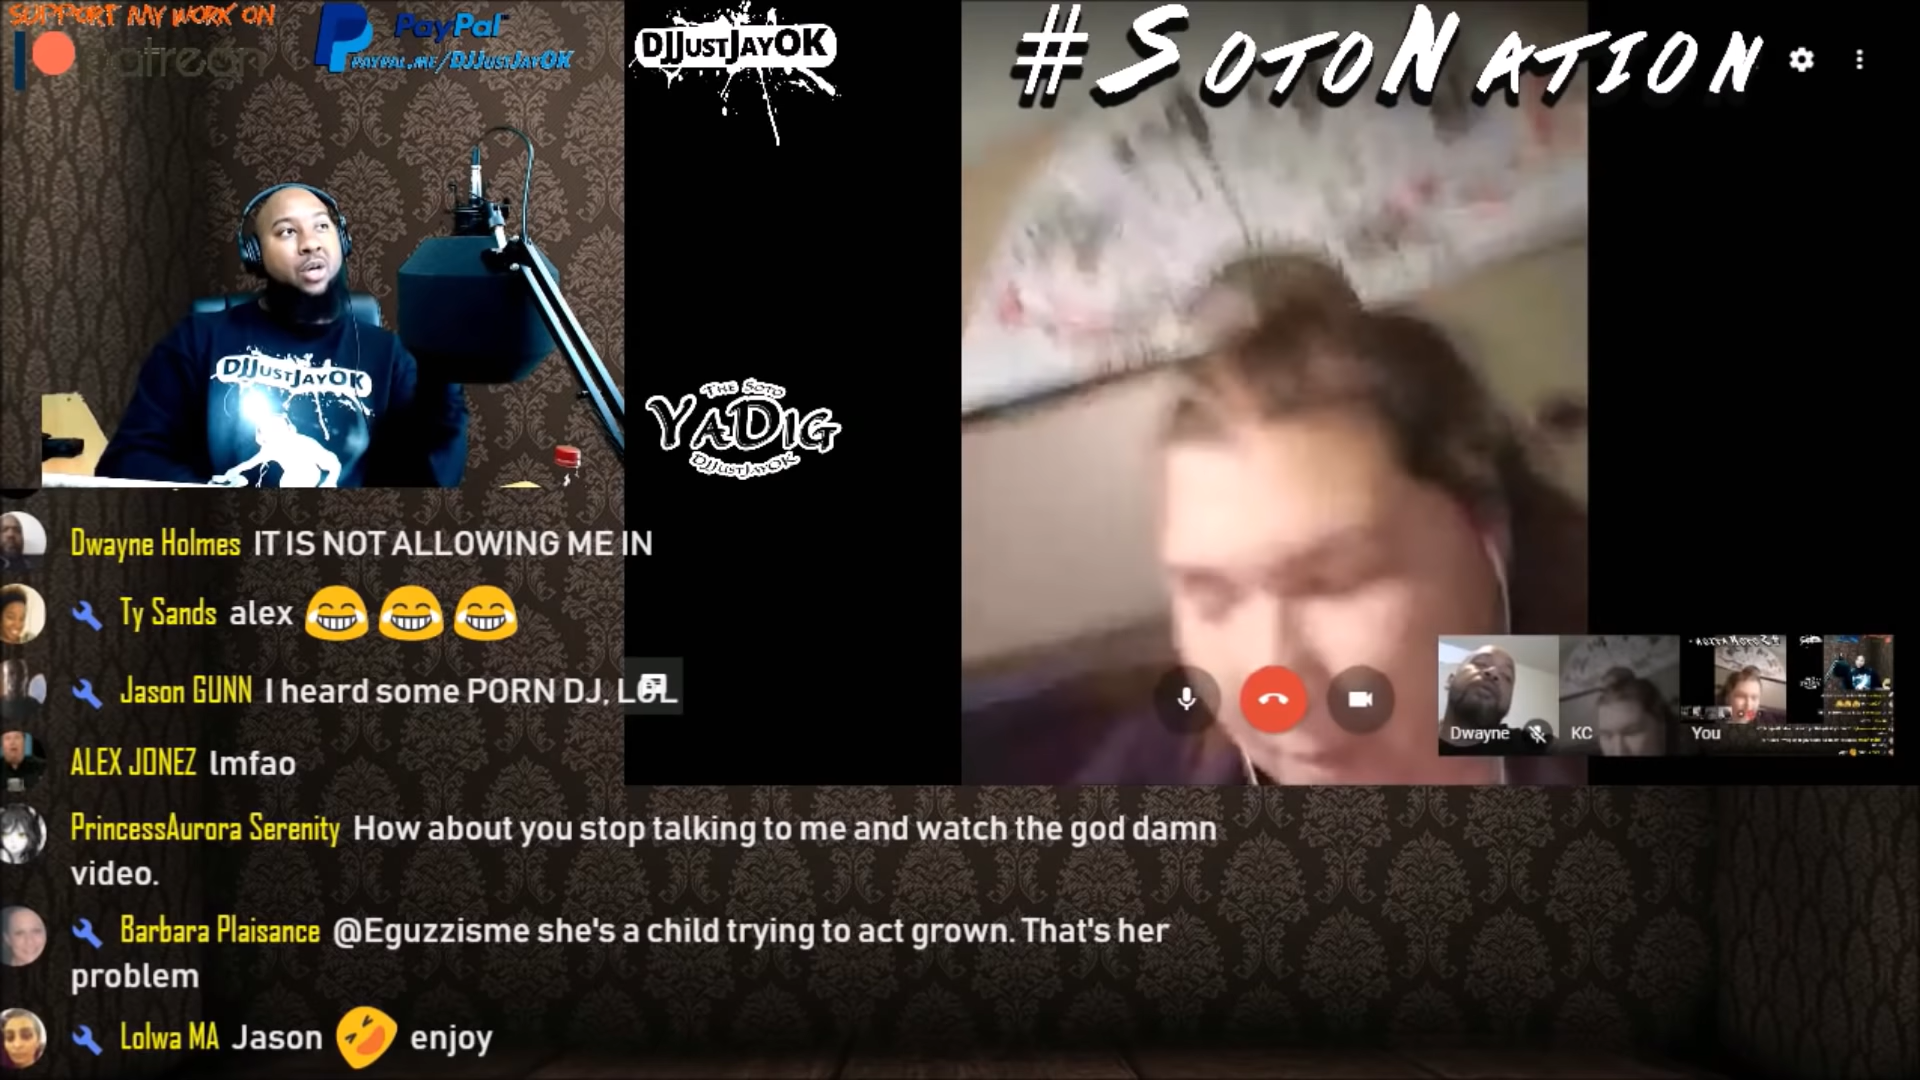 SUPPORT MY WORK ON
patreon
PayPal
PAYPAL.ME/DJJUSTJAYOK
DJJUSTJAYOK
#SOTONATION
DJJUSTJAYOK
THE SOTO
YADIG
DJJUSTJAYOK
Dwayne Holmes IT IS NOT ALLOWING ME IN
Ty Sands alex 😂 😂 😂
Jason GUNN I heard some PORN DJ, LOL
Dwayne
KC
You
ALEX JONEZ lmfao
PrincessAurora Serenity How about you stop talking to me and watch the god damn
video.
Barbara Plaisance @Eguzzisme she's a child trying to act grown. That's her
problem
Lolwa MA Jason 🤣 enjoy